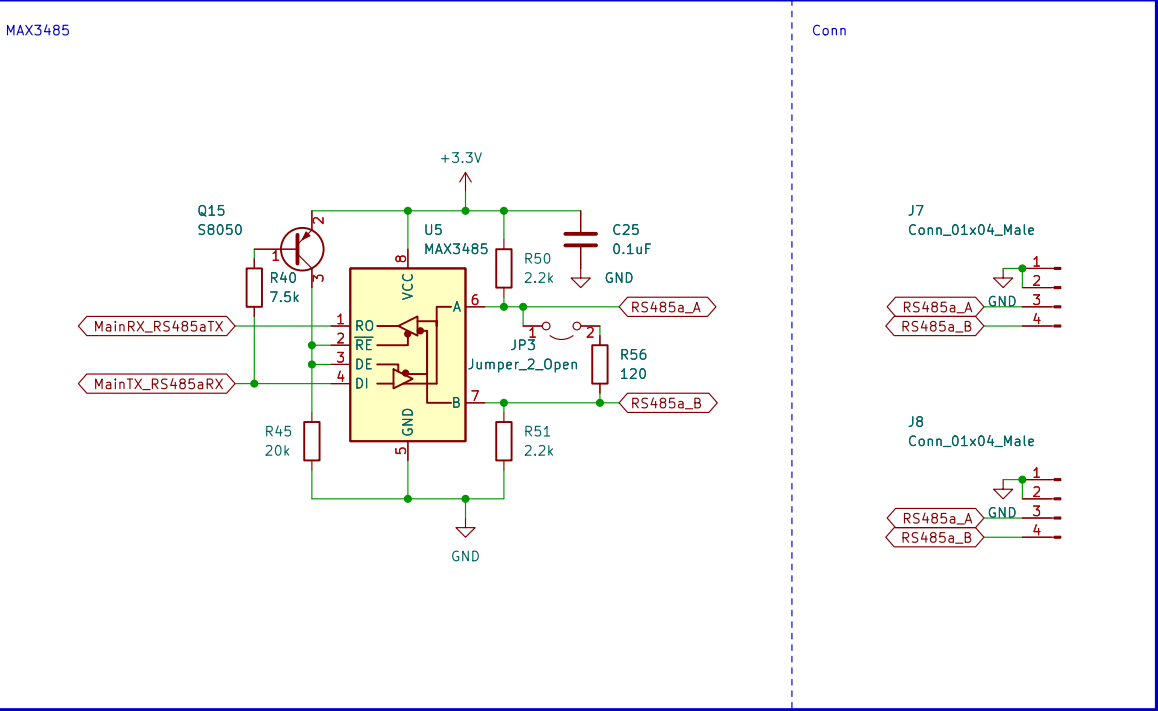 MAX3485
Conn
+3.3V
Q15
S8050
2
1
3
R40
7.5k
U5
MAX3485
8
VCC
C25
0.1uF
GND
R50
2.2k
J7
Conn_01x04_Male
1
2
GND
3
4
RS485a_A
RS485a_B
A
6
RS485a_A
MainRX_RS485aTX
1
RO
2
RE
3
DE
MainTX_RS485aRX
4
DI
1
2
JP3
Jumper_2_Open
R56
120
B
7
RS485a_B
GND
5
R45
20k
R51
2.2k
GND
J8
Conn_01x04_Male
1
2
GND
3
4
RS485a_A
RS485a_B